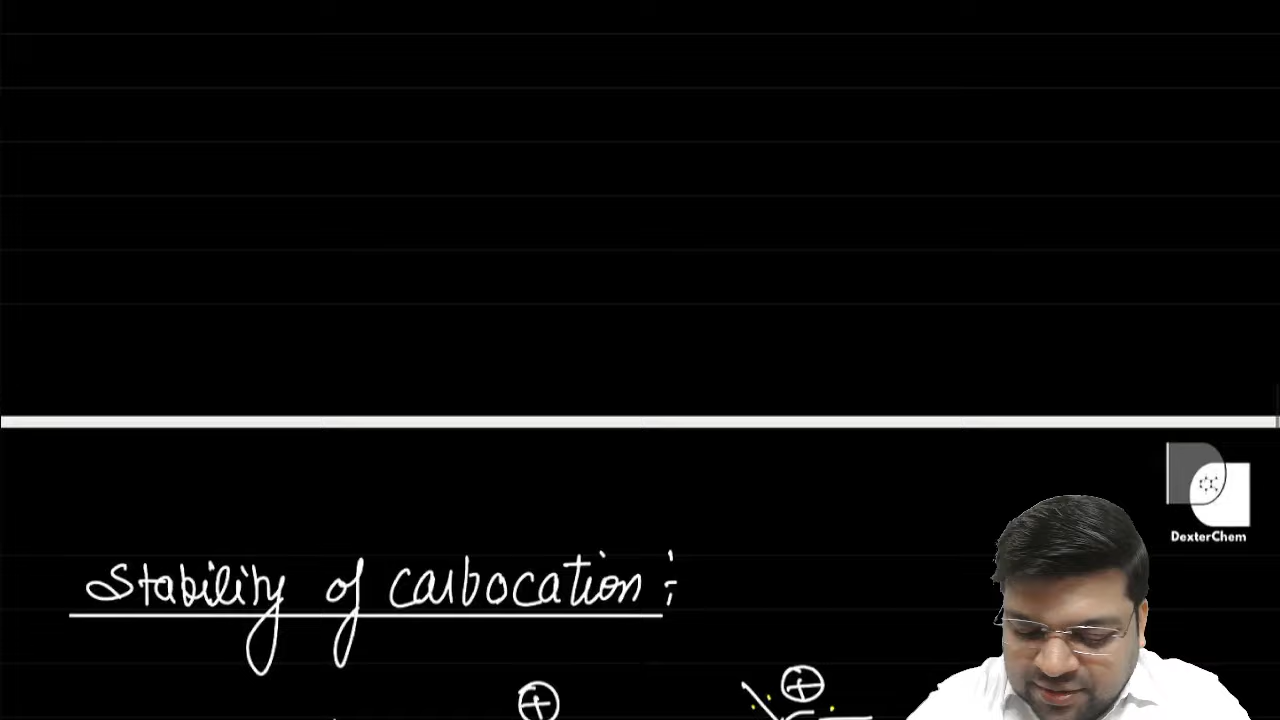 DexterChem
Stability of carbocation :-
+
+